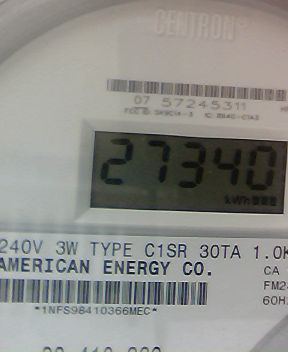 CENTRON®
07 57245311
27340
kWh
240V 3W TYPE C1SR 30TA 1.0K
AMERICAN ENERGY CO.
CA
FM2
60H
*1NFS98410366MEC*